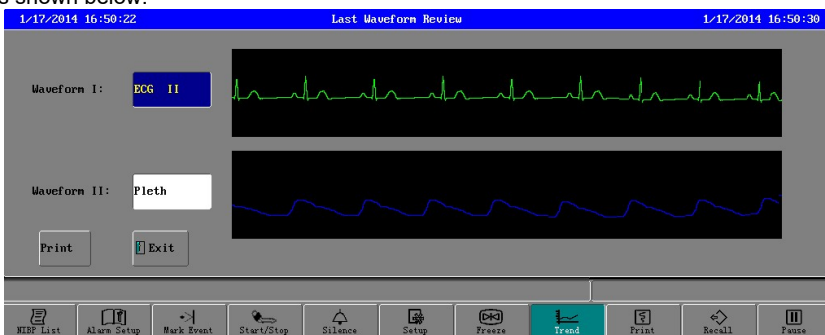 s shown below:
1/17/2014 16:50:22 Last Waveform Review 1/17/2014 16:50:30
Waveform I: ECG II
Waveform II: Pleth
Print Exit
NIBP List Alarm Setup Mark Event Start/Stop Silence Setup Freeze Trend Print Recall Pause